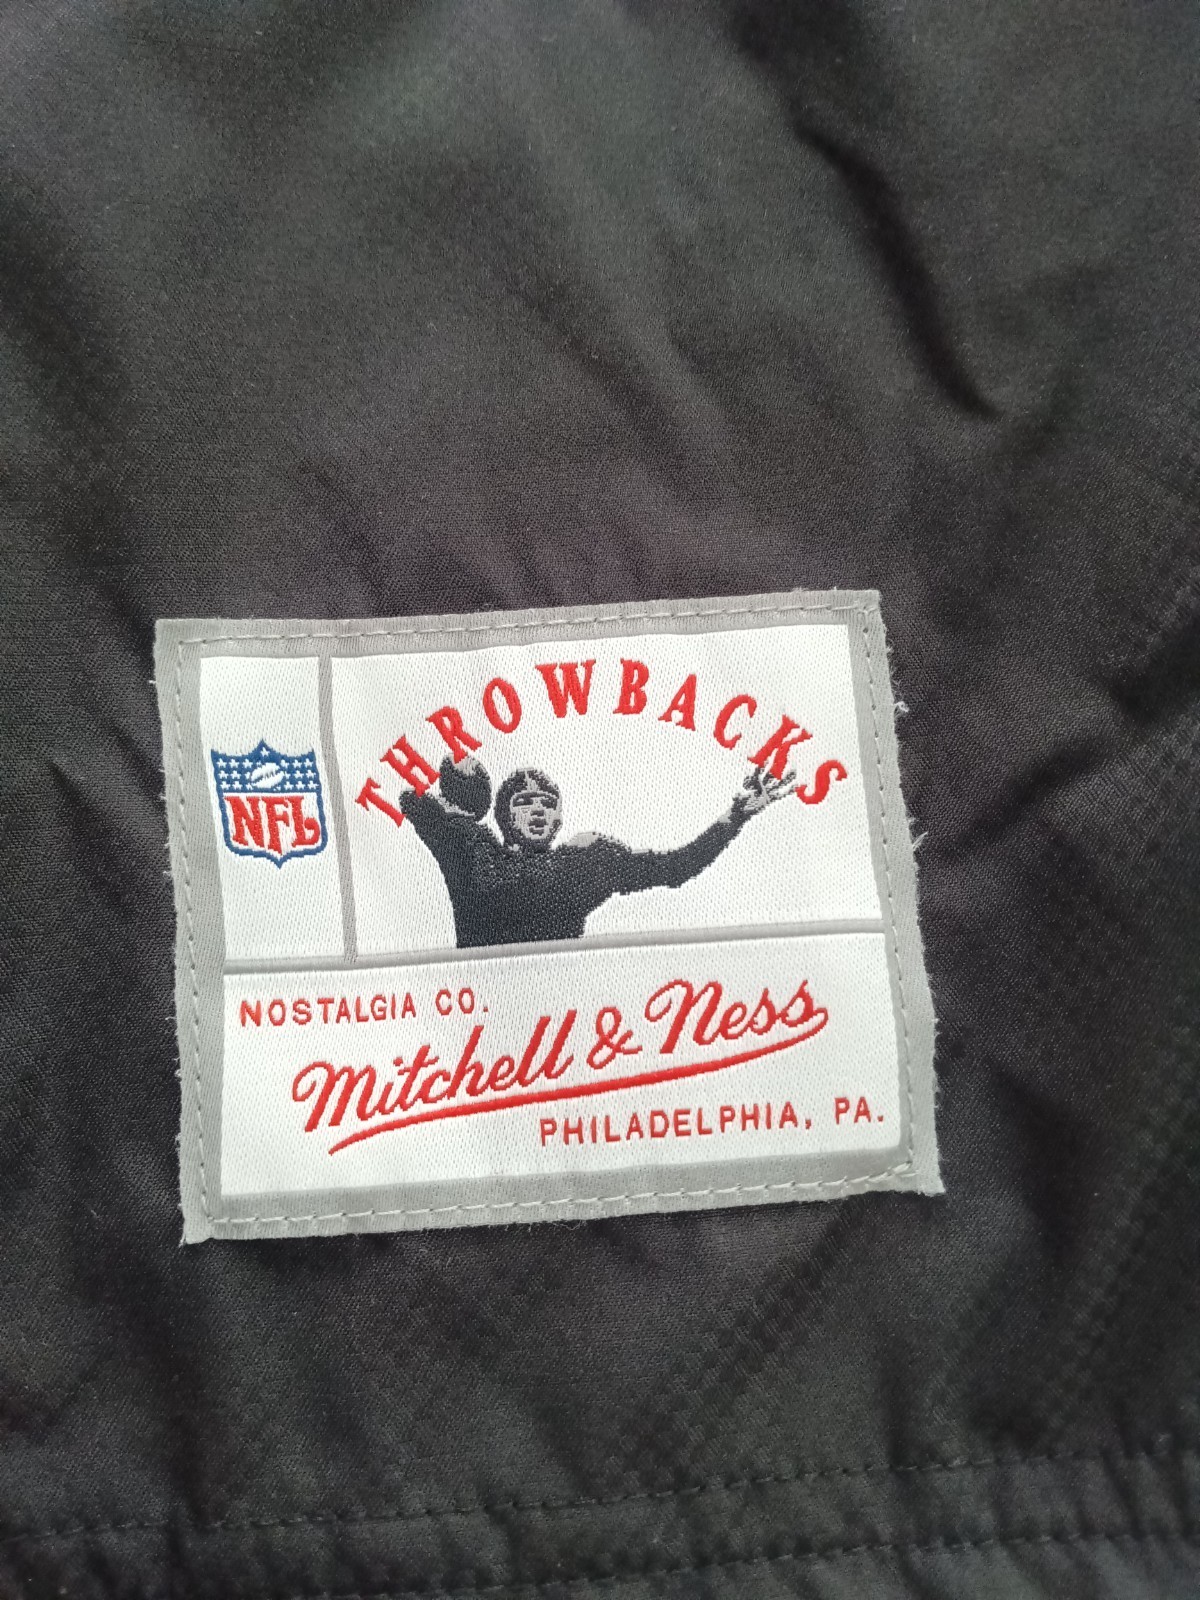 THROWBACKS
NFL
NOSTALGIA CO.
Mitchell & Ness
PHILADELPHIA, PA.